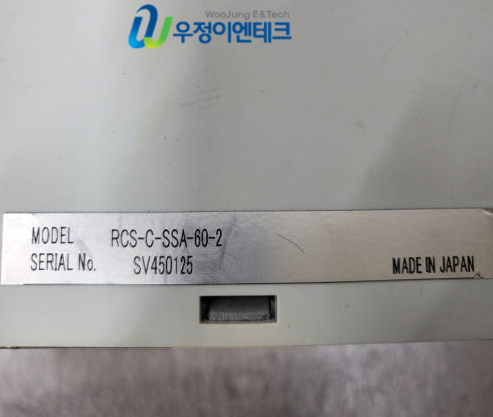 WooJung E&Tech
우정이엔테크
MODEL RCS-C-SSA-60-2
SERIAL No. SV450125
MADE IN JAPAN